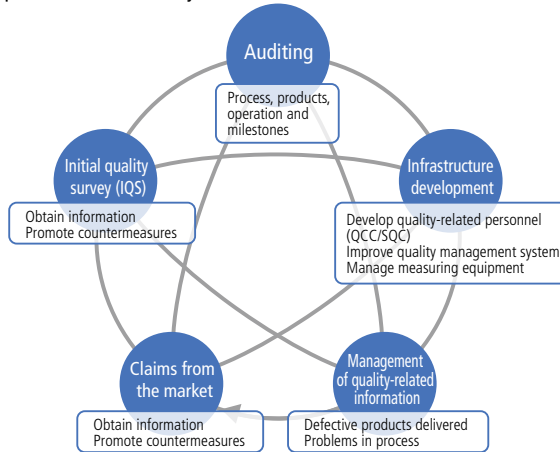 Auditing
Process, products,
operation and
milestones
Initial quality
survey (IQS)
Obtain information
Promote countermeasures
Infrastructure
development
Develop quality-related personnel
(QCC/SQC)
Improve quality management system
Manage measuring equipment
Claims from
the market
Obtain information
Promote countermeasures
Management
of quality-related
information
Defective products delivered
Problems in process